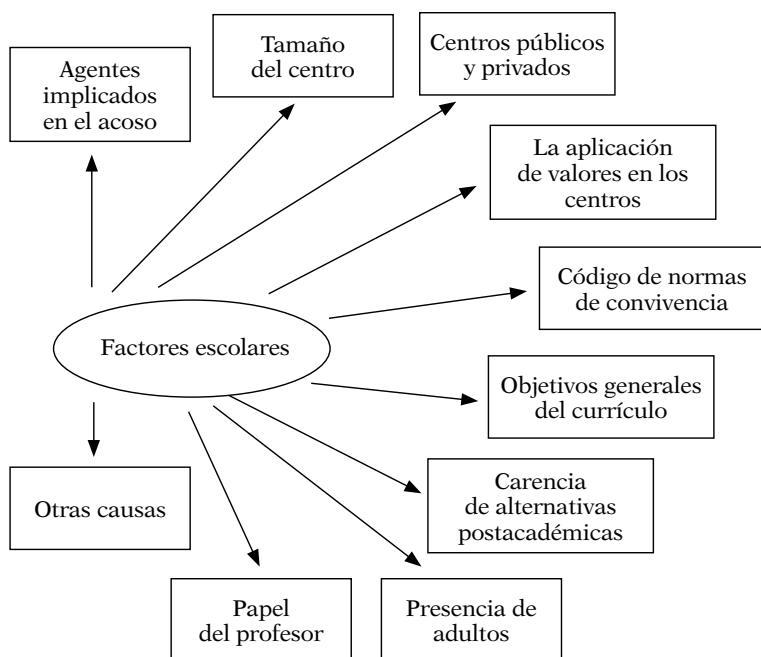 Agentes
implicados
en el acoso
Tamaño
del centro
Centros públicos
y privados
La aplicación
de valores en los
centros
Código de normas
de convivencia
Factores escolares
Objetivos generales
del currículo
Carencia
de alternativas
postacadémicas
Otras causas
Papel
del profesor
Presencia de
adultos